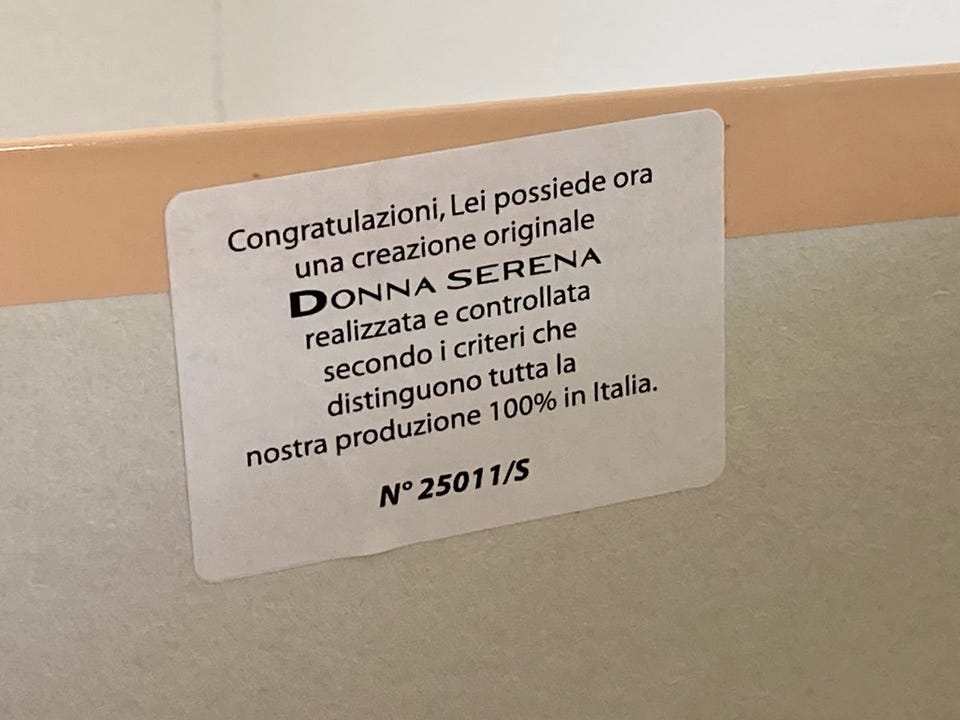 Congratulazioni, Lei possiede ora
una creazione originale
DONNA SERENA
realizzata e controllata
secondo i criteri che
distinguono tutta la
nostra produzione 100% in Italia.
N° 25011/S